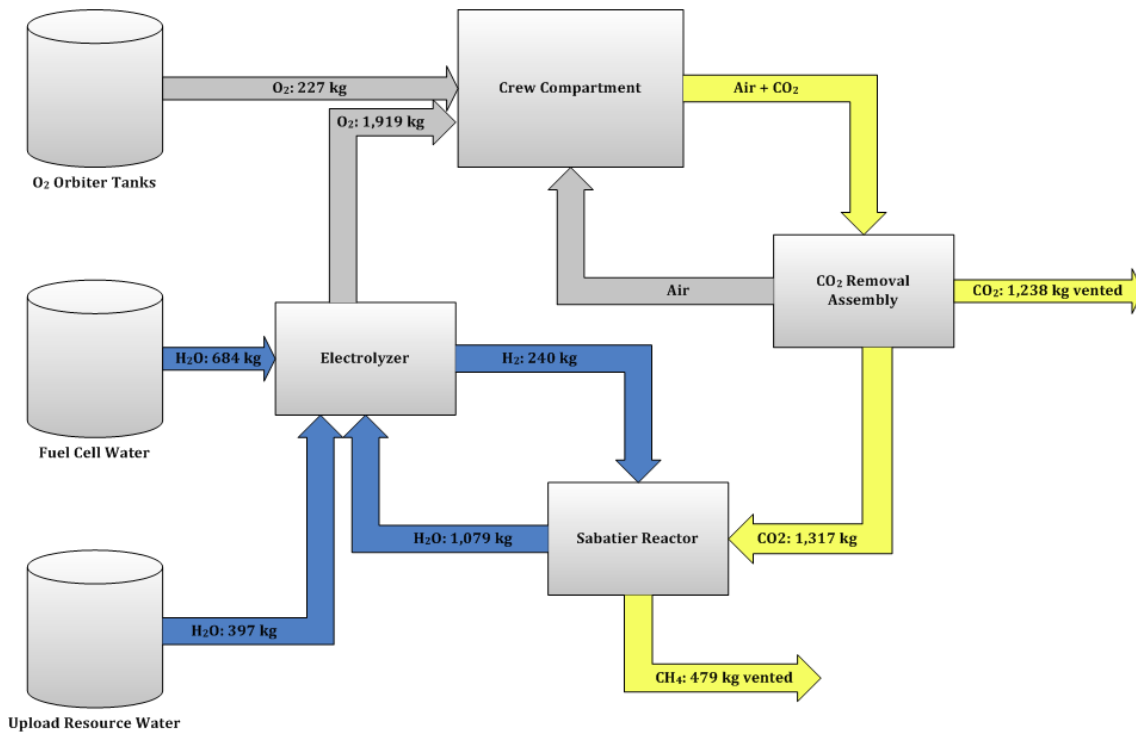 O₂: 227 kg
Crew Compartment
Air + CO₂
O₂: 1,919 kg
O₂ Orbiter Tanks
CO₂ Removal
Assembly
Air
CO₂: 1,238 kg vented
H₂O: 684 kg
Electrolyzer
H₂: 240 kg
Fuel Cell Water
H₂O: 1,079 kg
Sabatier Reactor
CO2: 1,317 kg
H₂O: 397 kg
CH₄: 479 kg vented
Upload Resource Water